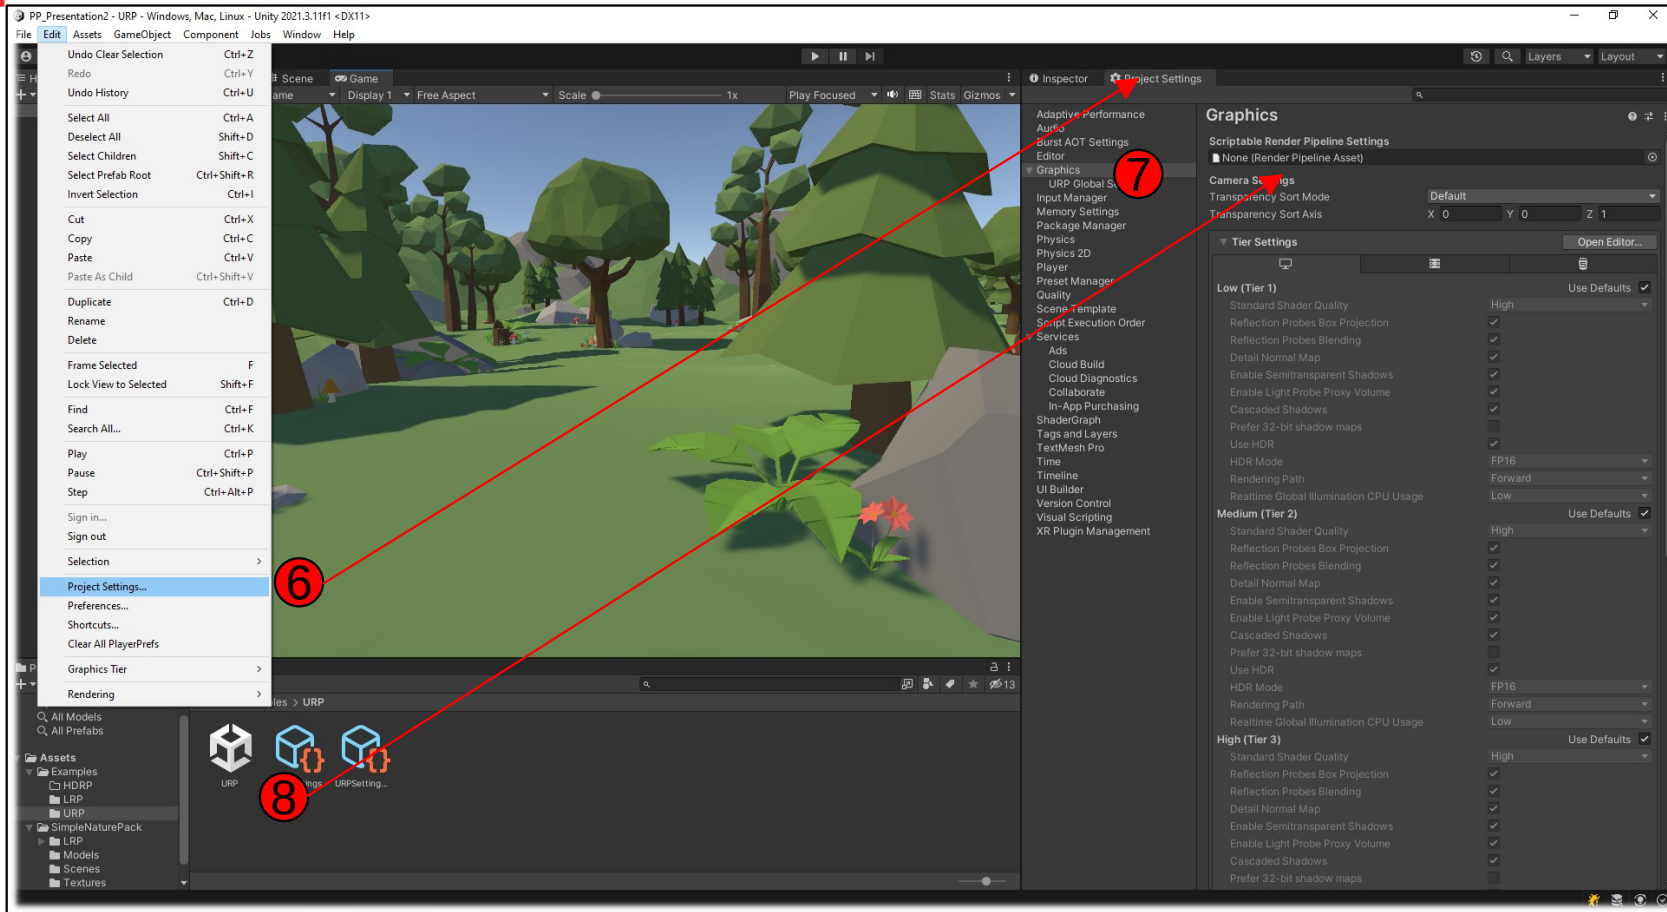 PP_Presentation2 - URP - Windows, Mac, Linux - Unity 2021.3.11f1 <DX11>
File Edit Assets GameObject Component Jobs Window Help
Undo Clear Selection Ctrl+Z
Redo Ctrl+Y
Undo History Ctrl+U
Select All Ctrl+A
Deselect All Shift+D
Select Children Shift+C
Select Prefab Root Ctrl+Shift+R
Invert Selection Ctrl+I
Cut Ctrl+X
Copy Ctrl+C
Paste Ctrl+V
Paste As Child Ctrl+Shift+V
Duplicate Ctrl+D
Rename
Delete
Frame Selected F
Lock View to Selected Shift+F
Find Ctrl+F
Search All... Ctrl+K
Play Ctrl+P
Pause Ctrl+Shift+P
Step Ctrl+Alt+P
Sign in...
Sign out
Selection
Project Settings...
Preferences...
Shortcuts...
Clear All PlayerPrefs
Graphics Tier
Rendering
Layers Layout
Scene Game
Display 1 Free Aspect Scale 1x Play Focused Stats Gizmos
6
7
8
13
> URP
All Models
All Prefabs
Assets
Examples
HDRP
LRP
URP
SimpleNaturePack
LRP
Models
Scenes
Textures
URP
URPSetting...
Inspector Project Settings
Adaptive Performance
Audio
Burst AOT Settings
Editor
Graphics
URP Global
Input Manager
Memory Settings
Package Manager
Physics
Physics 2D
Player
Preset Manager
Quality
Scene Template
Script Execution Order
Services
Ads
Cloud Build
Cloud Diagnostics
Collaborate
In-App Purchasing
ShaderGraph
Tags and Layers
TextMesh Pro
Time
Timeline
UI Builder
Version Control
Visual Scripting
XR Plugin Management
Graphics
Scriptable Render Pipeline Settings
None (Render Pipeline Asset)
Camera Settings
Transparency Sort Mode Default
Transparency Sort Axis X 0 Y 0 Z 1
Tier Settings Open Editor...
Low (Tier 1) Use Defaults
Standard Shader Quality High
Reflection Probes Box Projection
Reflection Probes Blending
Detail Normal Map
Enable Semitransparent Shadows
Enable Light Probe Proxy Volume
Cascaded Shadows
Prefer 32-bit shadow maps
Use HDR
HDR Mode FP16
Rendering Path Forward
Realtime Global Illumination CPU Usage Low
Medium (Tier 2) Use Defaults
Standard Shader Quality High
Reflection Probes Box Projection
Reflection Probes Blending
Detail Normal Map
Enable Semitransparent Shadows
Enable Light Probe Proxy Volume
Cascaded Shadows
Prefer 32-bit shadow maps
Use HDR
HDR Mode FP16
Rendering Path Forward
Realtime Global Illumination CPU Usage Low
High (Tier 3) Use Defaults
Standard Shader Quality High
Reflection Probes Box Projection
Reflection Probes Blending
Detail Normal Map
Enable Semitransparent Shadows
Enable Light Probe Proxy Volume
Cascaded Shadows
Prefer 32-bit shadow maps